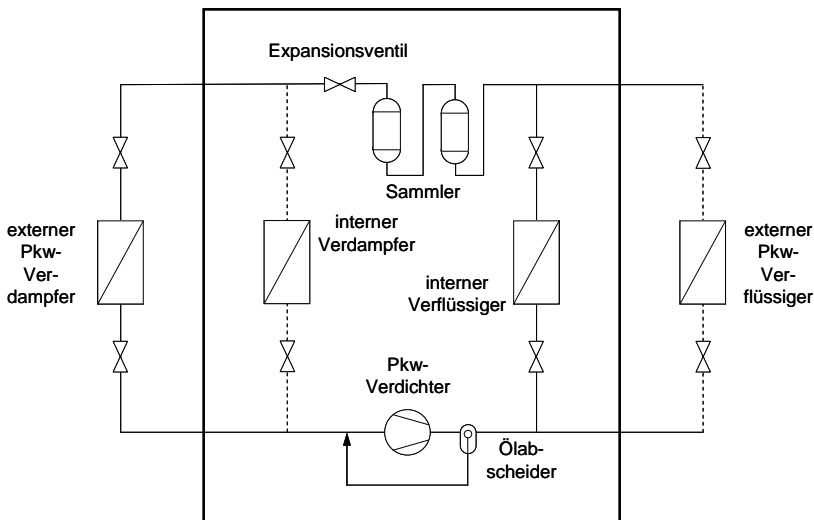 Expansionsventil
Sammler
externer
Pkw-
Ver-
dampfer
interner
Verdampfer
interner
Verflüssiger
externer
Pkw-
Ver-
flüssiger
Pkw-
Verdichter
Ölab-
scheider